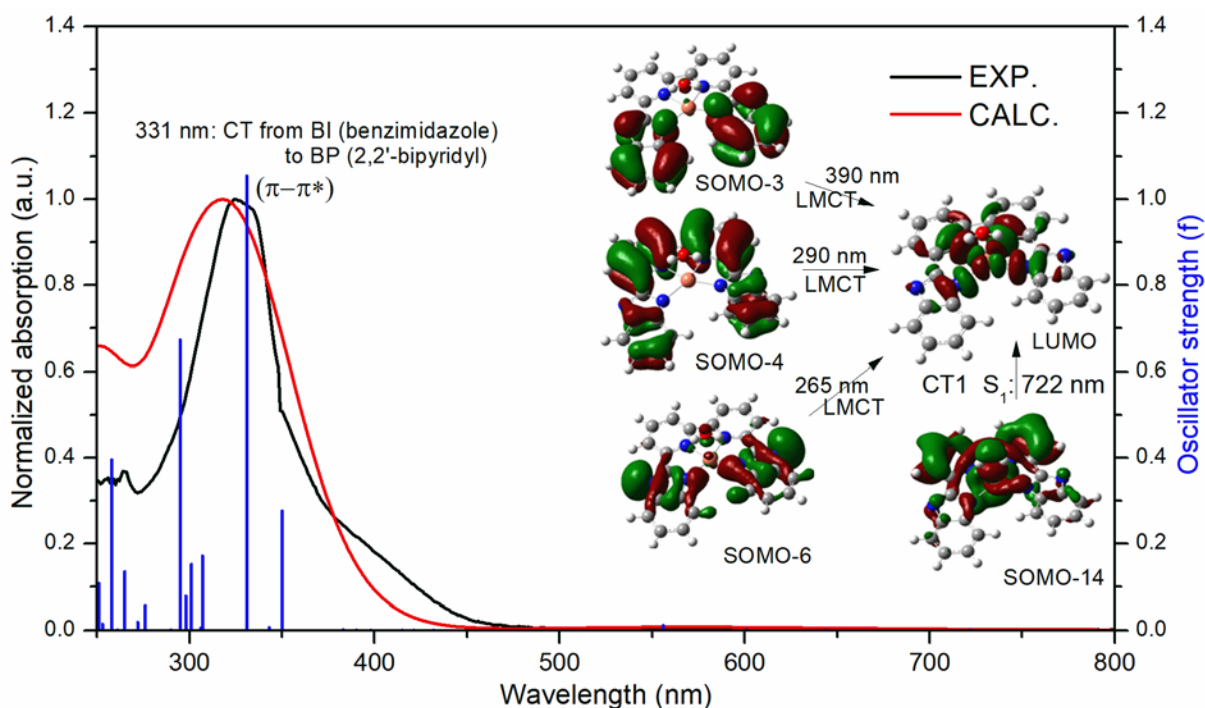 1.4
1.2
1.0
0.8
0.6
0.4
0.2
0.0
Normalized absorption (a.u.)
300
400
500
600
700
800
Wavelength (nm)
1.4
1.2
1.0
0.8
0.6
0.4
0.2
0.0
Oscillator strength (f)
331 nm: CT from BI (benzimidazole)
to BP (2,2'-bipyridyl)
(π–π*)
EXP.
CALC.
SOMO-3
390 nm
LMCT
SOMO-4
290 nm
LMCT
LUMO
SOMO-6
265 nm
LMCT
CT1 S₁: 722 nm
SOMO-14